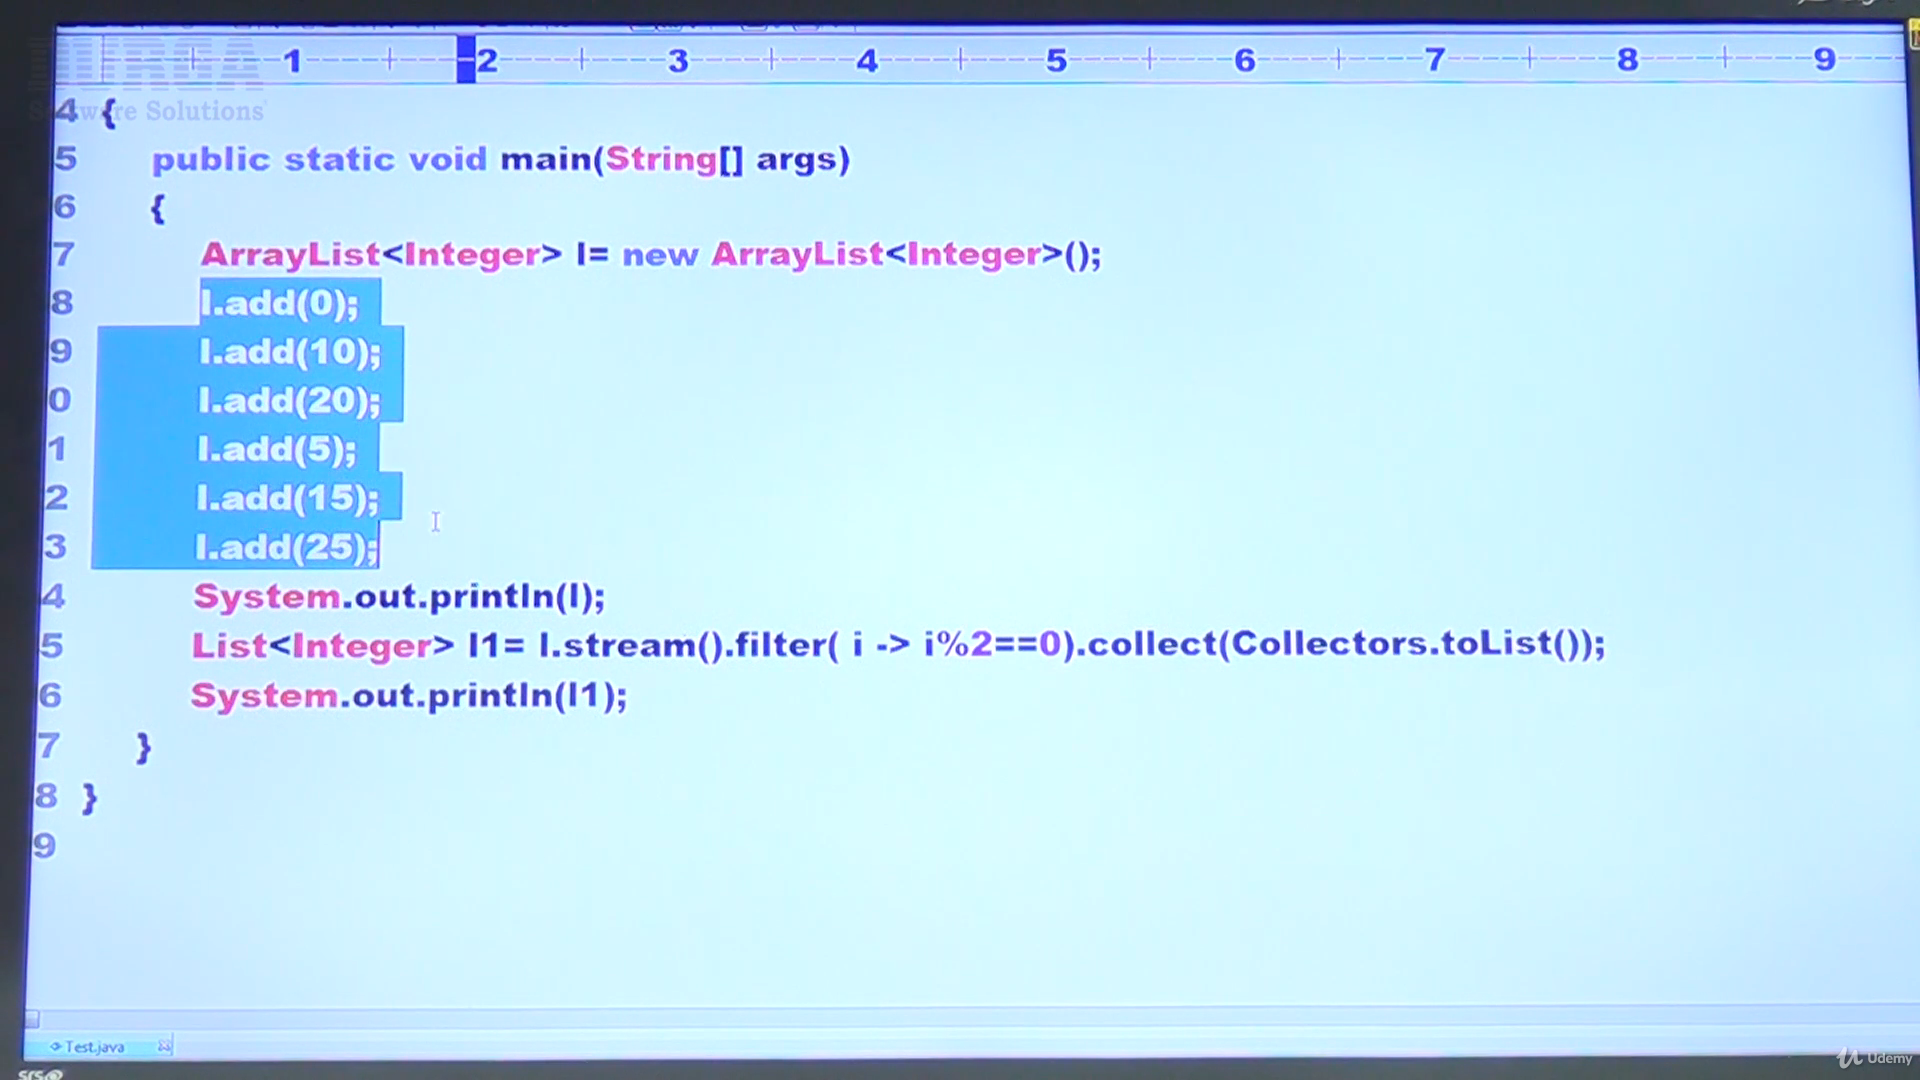 DURGA
Software Solutions
1 2 3 4 5 6 7 8 9
4 {
5 public static void main(String[] args)
6 {
7 ArrayList<Integer> l= new ArrayList<Integer>();
8 l.add(0);
9 l.add(10);
0 l.add(20);
1 l.add(5);
2 l.add(15);
3 l.add(25);
4 System.out.println(l);
5 List<Integer> l1= l.stream().filter( i -> i%2==0).collect(Collectors.toList());
6 System.out.println(l1);
7 }
8 }
9
Test.java
Udemy